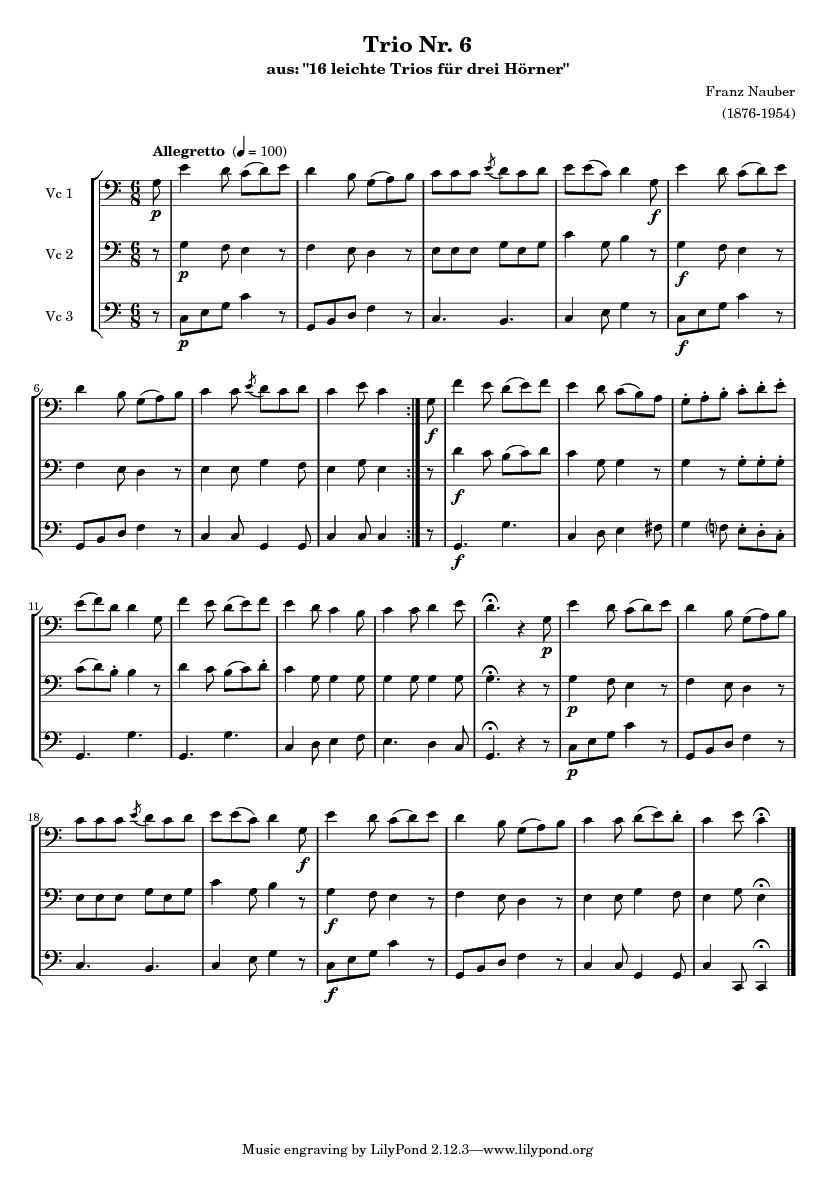 Trio Nr. 6
aus: "16 leichte Trios für drei Hörner"
Franz Nauber
(1876-1954)
Allegretto (♩ = 100)
Vc 1
p
f
Vc 2
p
f
Vc 3
p
f
6
f
f
f
11
p
p
p
18
f
f
f
Music engraving by LilyPond 2.12.3—www.lilypond.org